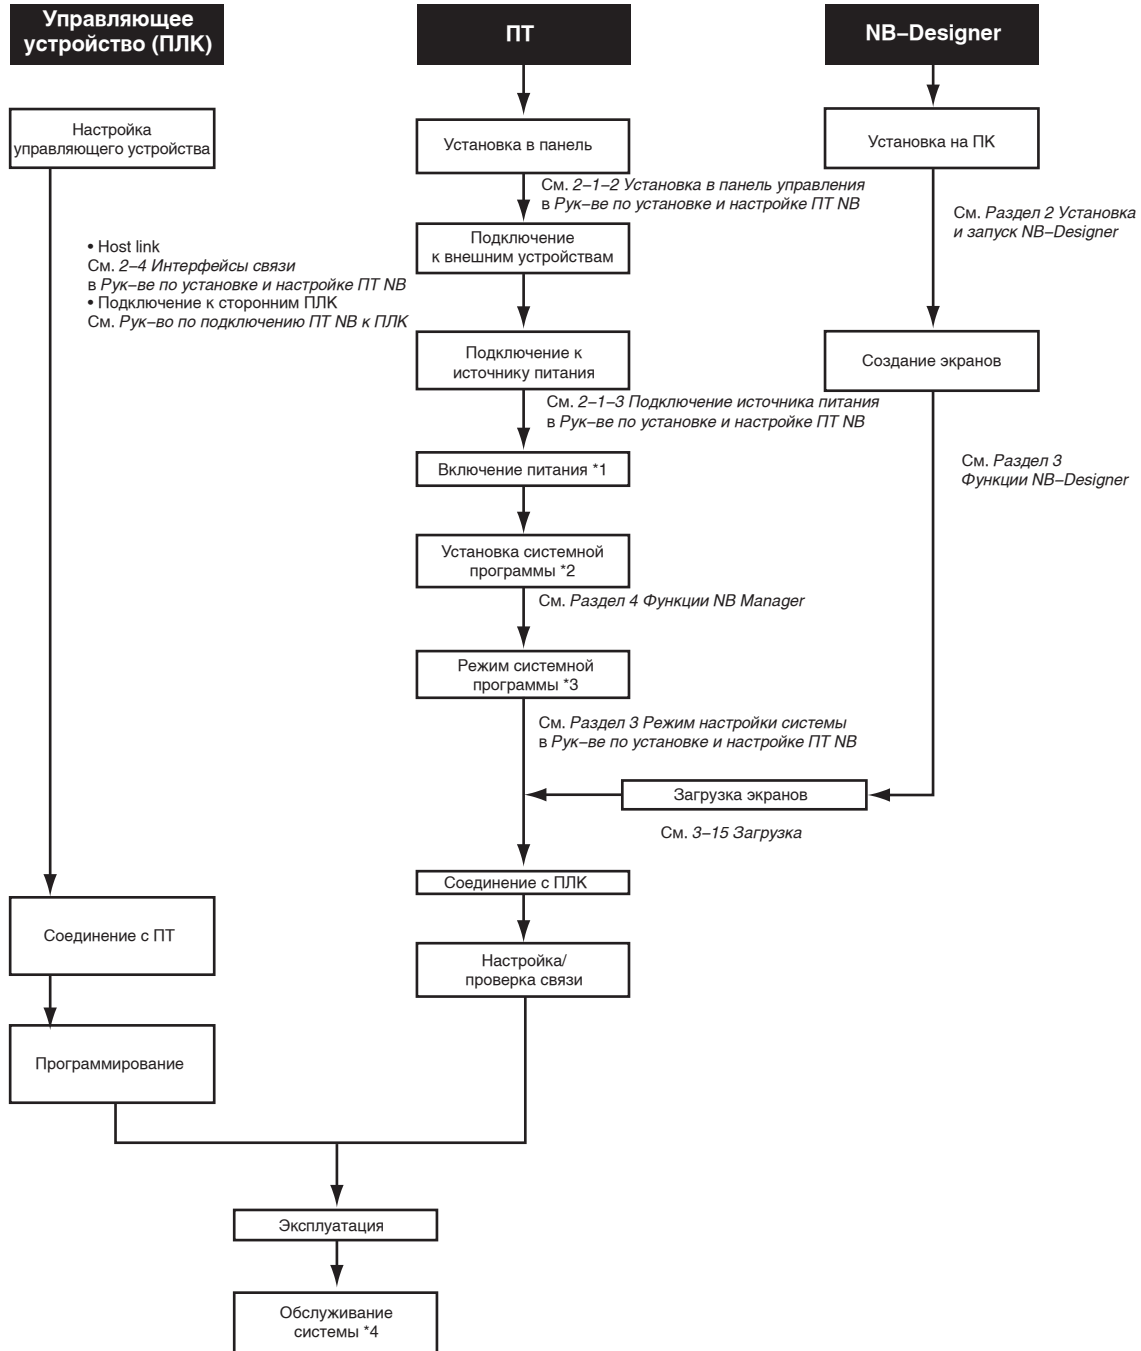 Управляющее
устройство (ПЛК)
ПТ
NB–Designer
Настройка
управляющего устройства
Установка в панель
Установка на ПК
См. 2–1–2 Установка в панель управления
в Рук–ве по установке и настройке ПТ NB
См. Раздел 2 Установка
и запуск NB–Designer
Подключение
к внешним устройствам
• Host link
См. 2–4 Интерфейсы связи
в Рук–ве по установке и настройке ПТ NB
• Подключение к сторонним ПЛК
См. Рук–во по подключению ПТ NB к ПЛК
Подключение к
источнику питания
Создание экранов
См. 2–1–3 Подключение источника питания
в Рук–ве по установке и настройке ПТ NB
Включение питания *1
См. Раздел 3
Функции NB–Designer
Установка системной
программы *2
См. Раздел 4 Функции NB Manager
Режим системной
программы *3
См. Раздел 3 Режим настройки системы
в Рук–ве по установке и настройке ПТ NB
Загрузка экранов
См. 3–15 Загрузка
Соединение с ПЛК
Соединение с ПТ
Настройка/
проверка связи
Программирование
Эксплуатация
Обслуживание
системы *4